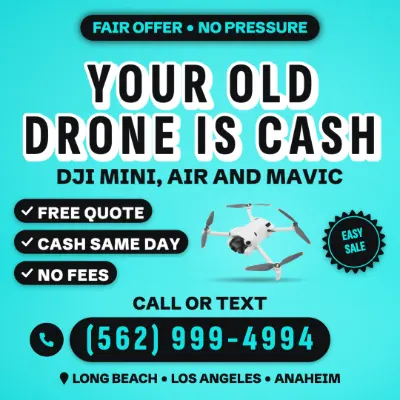 FAIR OFFER • NO PRESSURE
YOUR OLD
DRONE IS CASH
DJI MINI, AIR AND MAVIC
FREE QUOTE
CASH SAME DAY
NO FEES
EASY
SALE
CALL OR TEXT
(562) 999-4994
LONG BEACH • LOS ANGELES • ANAHEIM